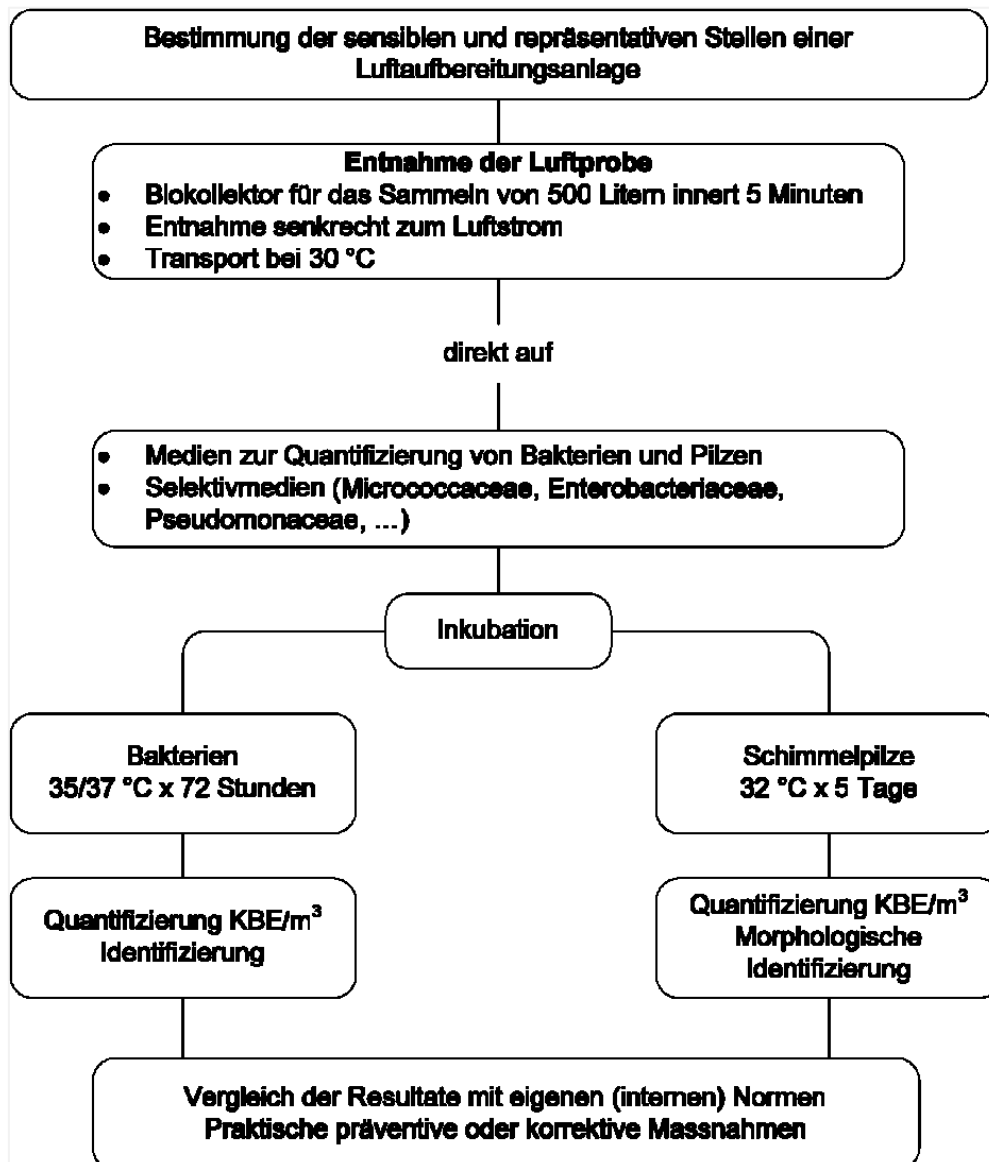 Bestimmung der sensiblen und repräsentativen Stellen einer
Luftaufbereitungsanlage
Entnahme der Luftprobe
• Biokollektor für das Sammeln von 500 Litern innert 5 Minuten
• Entnahme senkrecht zum Luftstrom
• Transport bei 30 °C
direkt auf
• Medien zur Quantifizierung von Bakterien und Pilzen
• Selektivmedien (Micrococcaceae, Enterobacteriaceae,
Pseudomonaceae, …)
Inkubation
Bakterien
35/37 °C x 72 Stunden
Schimmelpilze
32 °C x 5 Tage
Quantifizierung KBE/m³
Identifizierung
Quantifizierung KBE/m³
Morphologische
Identifizierung
Vergleich der Resultate mit eigenen (internen) Normen
Praktische präventive oder korrektive Massnahmen